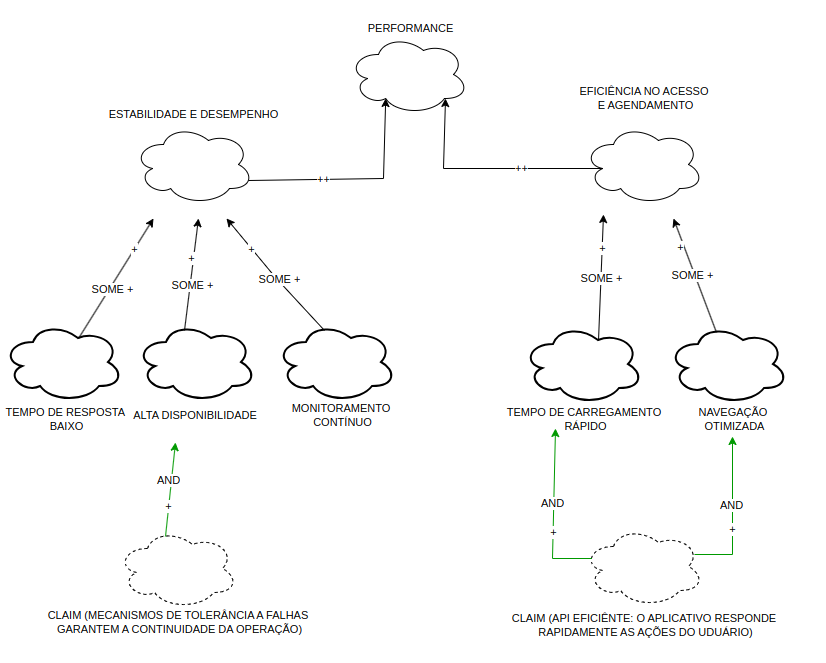 PERFORMANCE
EFICIÊNCIA NO ACESSO
E AGENDAMENTO
ESTABILIDADE E DESEMPENHO
++
++
+
+
+
+
+
SOME +
SOME +
SOME +
SOME +
SOME +
TEMPO DE RESPOSTA
BAIXO
ALTA DISPONIBILIDADE
MONITORAMENTO
CONTÍNUO
TEMPO DE CARREGAMENTO
RÁPIDO
NAVEGAÇÃO
OTIMIZADA
AND
+
AND
+
AND
+
CLAIM (MECANISMOS DE TOLERÂNCIA A FALHAS
GARANTEM A CONTINUIDADE DA OPERAÇÃO)
CLAIM (API EFICIÊNTE: O APLICATIVO RESPONDE
RAPIDAMENTE AS AÇÕES DO UDUÁRIO)